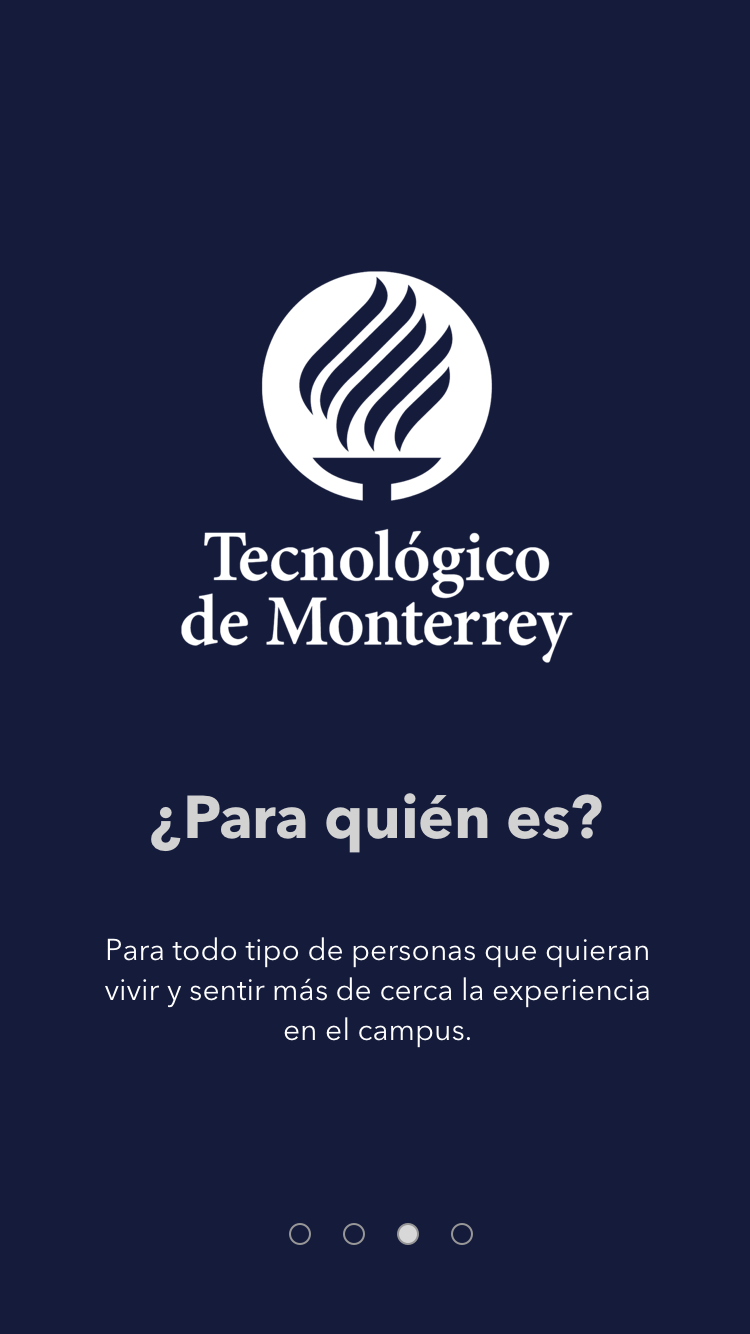 Tecnológico
de Monterrey
¿Para quién es?
Para todo tipo de personas que quieran
vivir y sentir más de cerca la experiencia
en el campus.